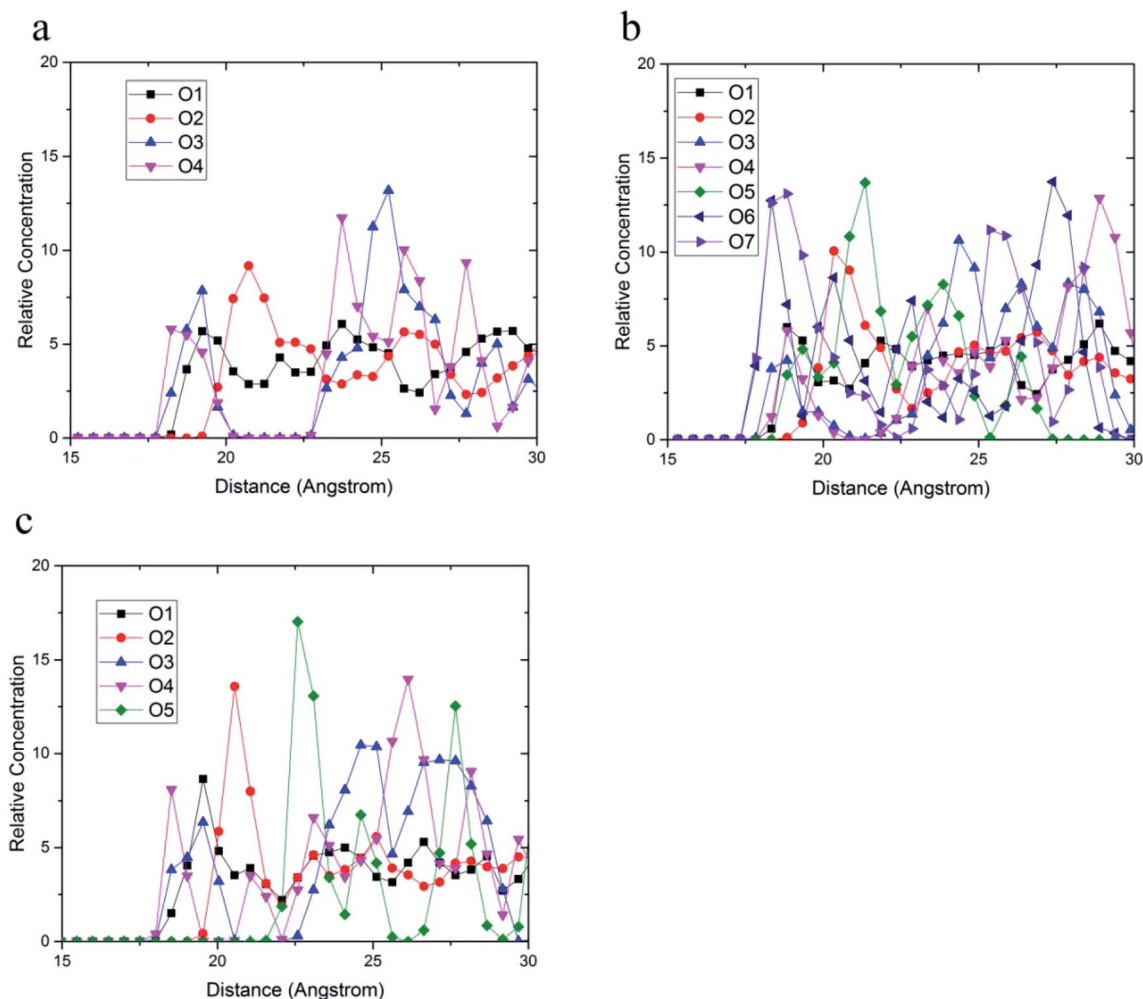 a
20
15
10
5
0
Relative Concentration
O1
O2
O3
O4
15 20 25 30
Distance (Angstrom)
b
20
15
10
5
0
Relative Concentration
O1
O2
O3
O4
O5
O6
O7
15 20 25 30
Distance (Angstrom)
c
20
15
10
5
0
Relative Concentration
O1
O2
O3
O4
O5
15 20 25 30
Distance (Angstrom)